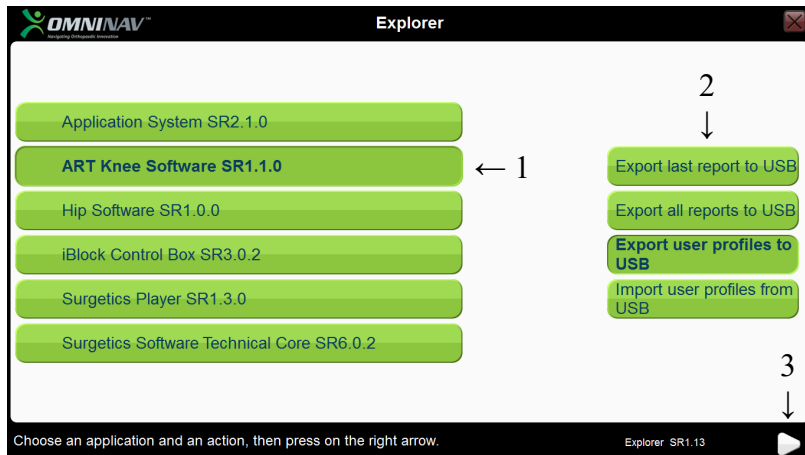 OMNINAV™
Navigating Orthopaedic Innovation
Explorer
Application System SR2.1.0
ART Knee Software SR1.1.0
Hip Software SR1.0.0
iBlock Control Box SR3.0.2
Surgetics Player SR1.3.0
Surgetics Software Technical Core SR6.0.2
← 1
2
↓
Export last report to USB
Export all reports to USB
Export user profiles to
USB
Import user profiles from
USB
3
↓
Choose an application and an action, then press on the right arrow.
Explorer SR1.13